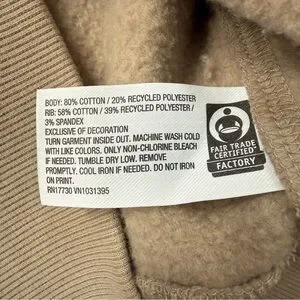 BODY: 80% COTTON / 20% RECYCLED POLYESTER
RIB: 58% COTTON / 39% RECYCLED POLYESTER /
3% SPANDEX
EXCLUSIVE OF DECORATION
TURN GARMENT INSIDE OUT. MACHINE WASH COLD
WITH LIKE COLORS. ONLY NON-CHLORINE BLEACH
IF NEEDED. TUMBLE DRY LOW. REMOVE
PROMPTLY. COOL IRON IF NEEDED. DO NOT IRON
ON PRINT.
RN17730 VN1031395
FAIR TRADE
CERTIFIED™
FACTORY